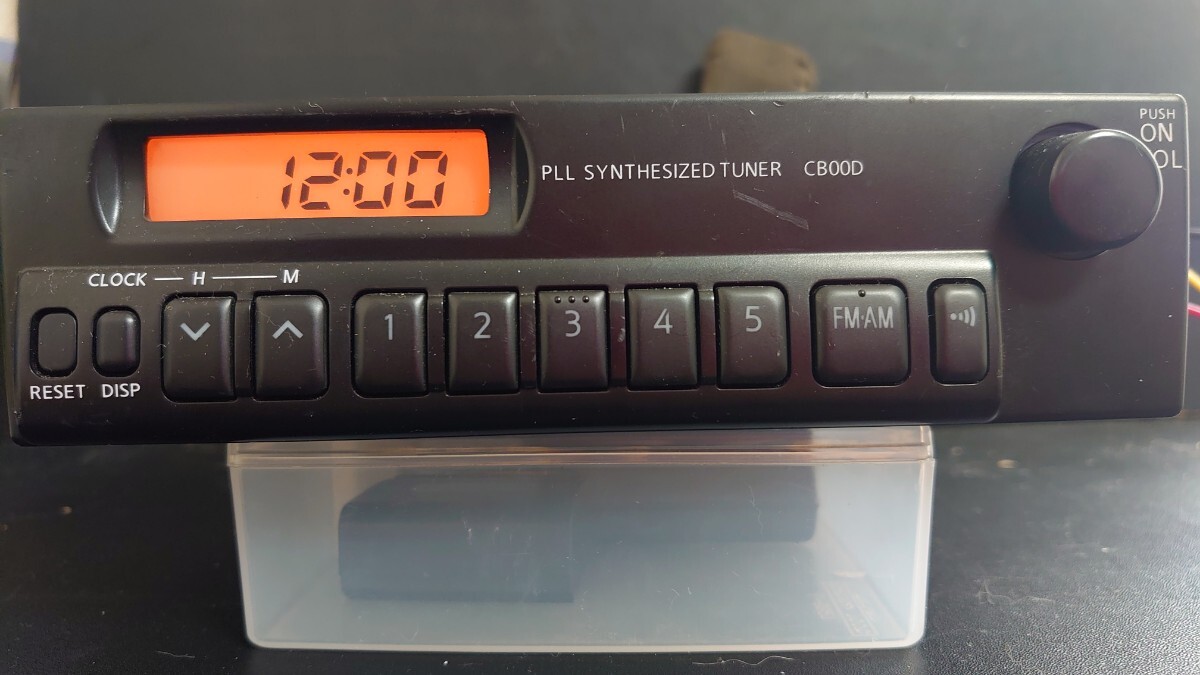 12:00
PLL SYNTHESIZED TUNER CB00D
PUSH
ON
OL
CLOCK H M
1 2 3 4 5 FM·AM
RESET DISP